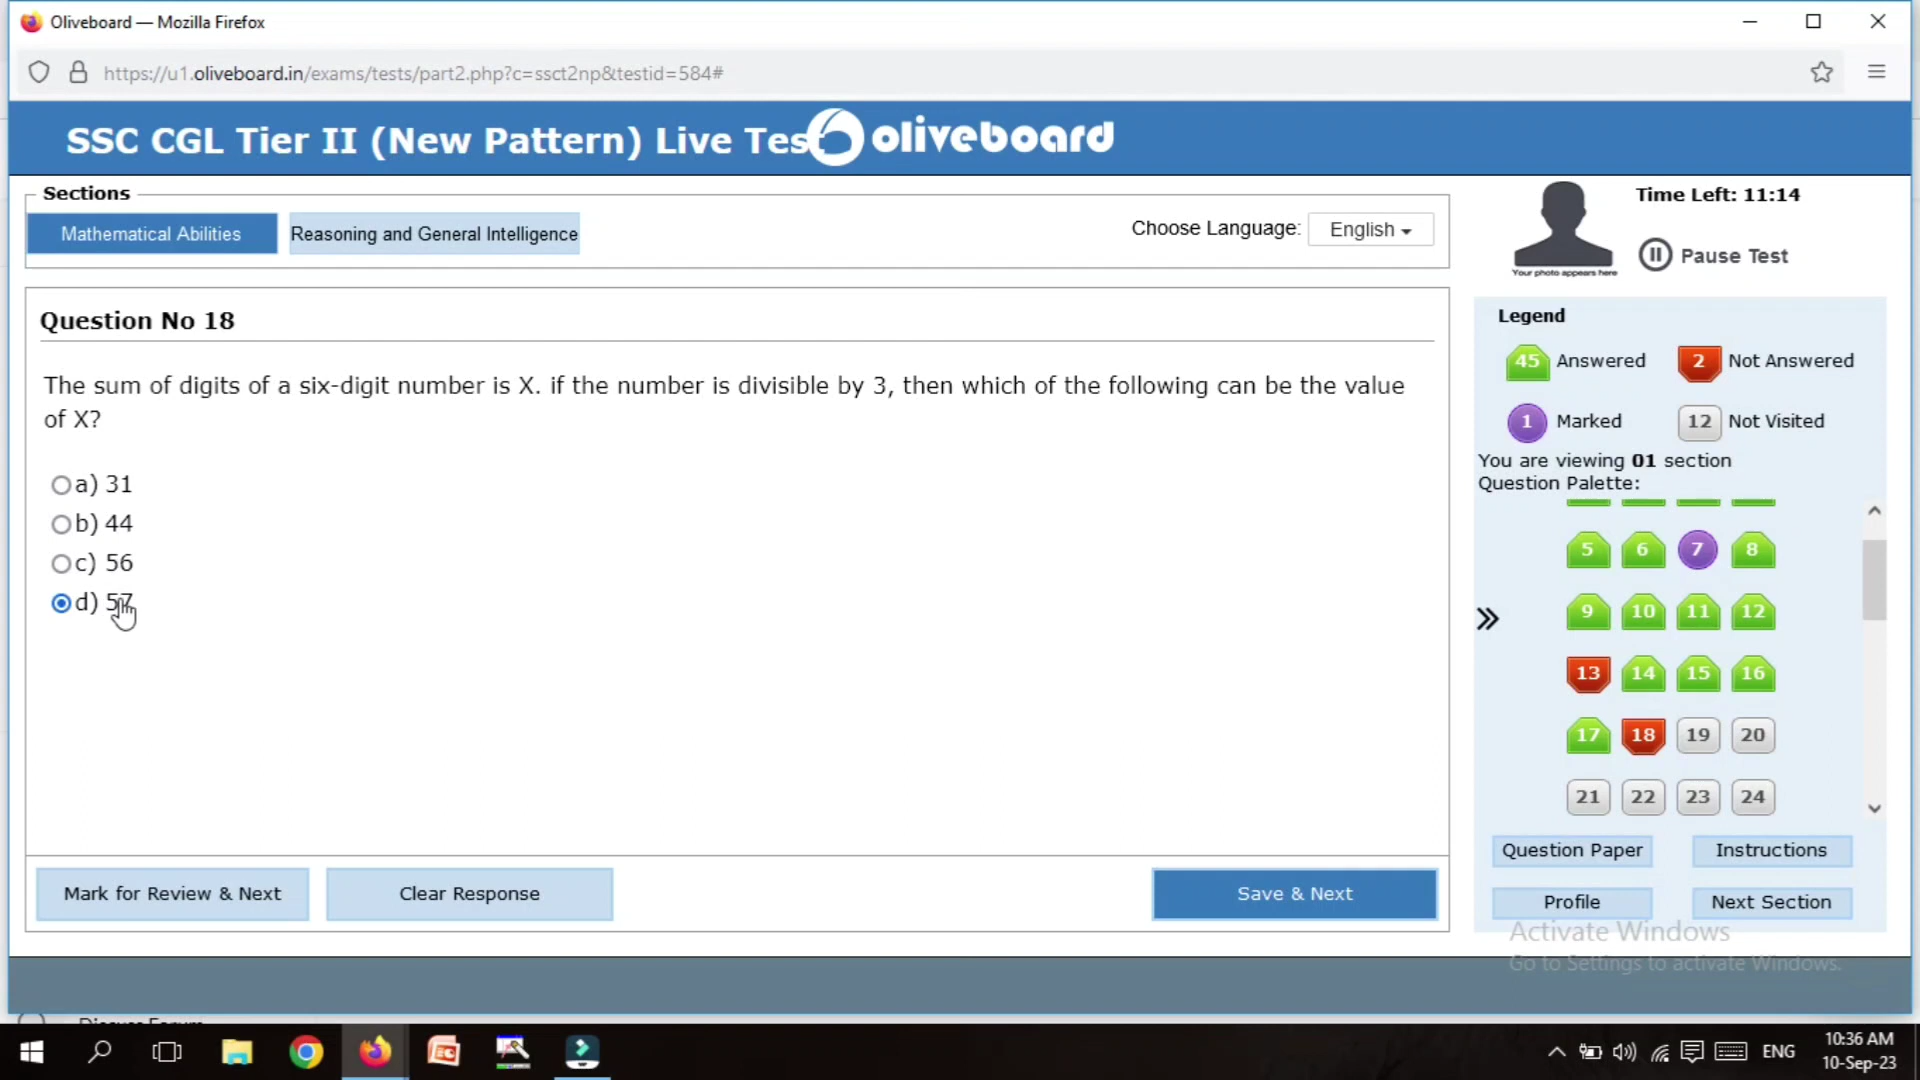 Oliveboard — Mozilla Firefox
https://u1.oliveboard.in/exams/tests/part2.php?c=ssct2np&testid=584#
SSC CGL Tier II (New Pattern) Live Tes
oliveboard
Sections
Mathematical Abilities
Reasoning and General Intelligence
Choose Language:
English
Your photo appears here
Time Left: 11:14
Pause Test
Question No 18
The sum of digits of a six-digit number is X. if the number is divisible by 3, then which of the following can be the value
of X?
a) 31
b) 44
c) 56
d) 57
Legend
45 Answered
2 Not Answered
1 Marked
12 Not Visited
You are viewing 01 section
Question Palette:
5 6 7 8
9 10 11 12
13 14 15 16
17 18 19 20
21 22 23 24
Question Paper
Instructions
Profile
Next Section
Mark for Review & Next
Clear Response
Save & Next
Activate Windows
Go to Settings to activate Windows.
ENG
10:36 AM
10-Sep-23